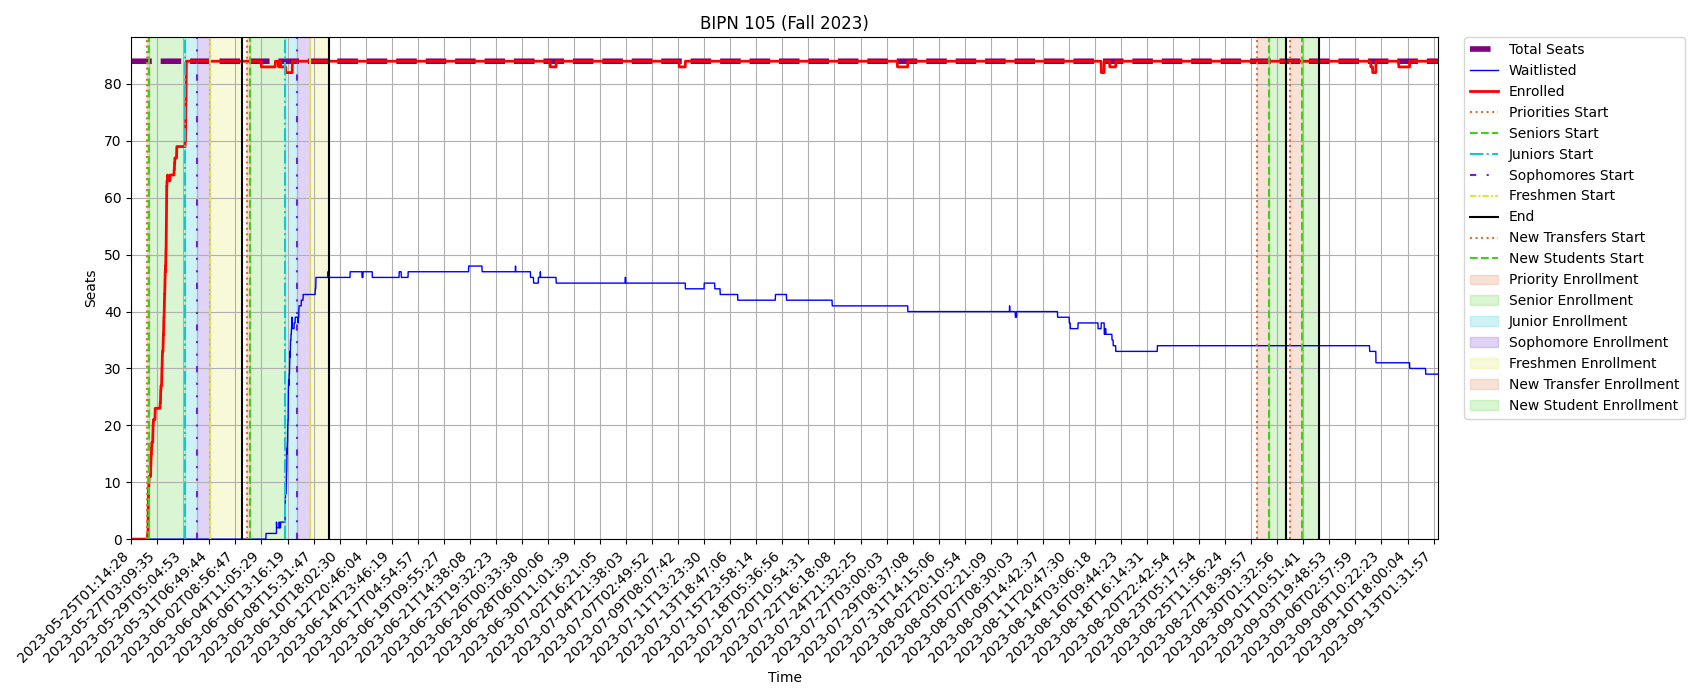 BIPN 105 (Fall 2023)
Total Seats
Waitlisted
Enrolled
Priorities Start
Seniors Start
Juniors Start
Sophomores Start
Freshmen Start
End
New Transfers Start
New Students Start
Priority Enrollment
Senior Enrollment
Junior Enrollment
Sophomore Enrollment
Freshmen Enrollment
New Transfer Enrollment
New Student Enrollment
Seats
80
70
60
50
40
30
20
10
0
2023-05-25T01:14:28
2023-05-27T03:09:35
2023-05-29T05:04:53
2023-05-31T06:49:44
2023-06-02T08:56:47
2023-06-04T11:05:29
2023-06-06T13:16:19
2023-06-08T15:31:47
2023-06-10T18:02:30
2023-06-12T20:46:04
2023-06-14T23:46:19
2023-06-17T04:54:57
2023-06-19T09:55:27
2023-06-21T14:38:08
2023-06-23T19:32:23
2023-06-26T00:33:38
2023-06-28T06:00:06
2023-06-30T11:01:39
2023-07-02T16:21:05
2023-07-04T21:38:03
2023-07-07T02:49:52
2023-07-09T08:07:42
2023-07-11T13:23:30
2023-07-13T18:47:06
2023-07-15T23:58:14
2023-07-18T05:36:56
2023-07-20T10:54:31
2023-07-22T16:18:09
2023-07-24T21:32:25
2023-07-27T03:00:03
2023-07-29T08:37:08
2023-07-31T14:15:06
2023-08-02T20:10:54
2023-08-05T02:21:09
2023-08-07T08:30:03
2023-08-09T14:42:37
2023-08-11T20:47:30
2023-08-14T03:06:18
2023-08-16T09:44:23
2023-08-18T16:14:31
2023-08-20T22:42:54
2023-08-23T05:17:54
2023-08-25T11:56:24
2023-08-27T18:39:57
2023-08-30T01:32:56
2023-09-01T10:51:41
2023-09-03T19:48:53
2023-09-06T02:57:59
2023-09-08T10:22:23
2023-09-10T18:00:04
2023-09-13T01:31:57
Time